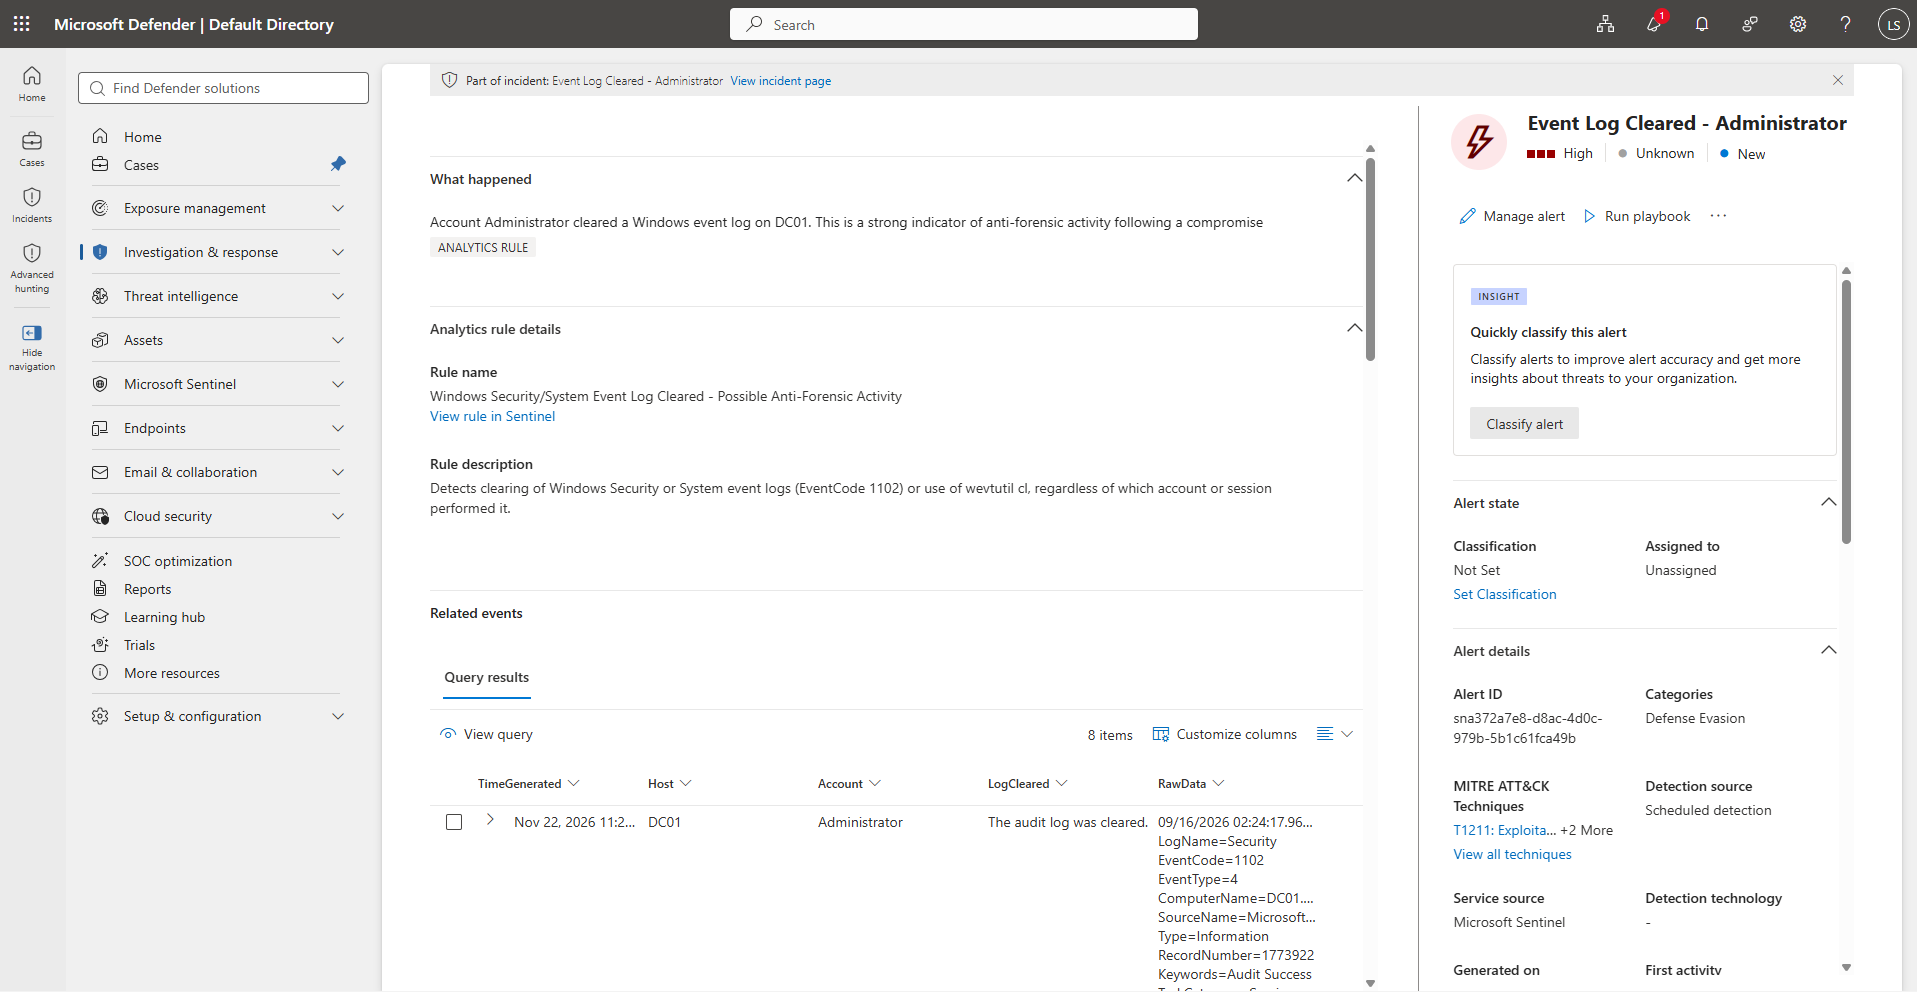 Microsoft Defender | Default Directory
Search
1
LS
Home
Cases
Incidents
Advanced
hunting
Hide
navigation
Find Defender solutions
Home
Cases
Exposure management
Investigation & response
Threat intelligence
Assets
Microsoft Sentinel
Endpoints
Email & collaboration
Cloud security
SOC optimization
Reports
Learning hub
Trials
More resources
Setup & configuration
Part of incident: Event Log Cleared - Administrator View incident page
What happened
Account Administrator cleared a Windows event log on DC01. This is a strong indicator of anti-forensic activity following a compromise
ANALYTICS RULE
Analytics rule details
Rule name
Windows Security/System Event Log Cleared - Possible Anti-Forensic Activity
View rule in Sentinel
Rule description
Detects clearing of Windows Security or System event logs (EventCode 1102) or use of wevtutil cl, regardless of which account or session
performed it.
Related events
Query results
View query
8 items
Customize columns
TimeGenerated Host Account LogCleared RawData
Nov 22, 2026 11:2... DC01 Administrator The audit log was cleared. 09/16/2026 02:24:17.96...
LogName=Security
EventCode=1102
EventType=4
ComputerName=DC01....
SourceName=Microsoft...
Type=Information
RecordNumber=1773922
Keywords=Audit Success
Event Log Cleared - Administrator
High Unknown New
Manage alert Run playbook ...
INSIGHT
Quickly classify this alert
Classify alerts to improve alert accuracy and get more
insights about threats to your organization.
Classify alert
Alert state
Classification Assigned to
Not Set Unassigned
Set Classification
Alert details
Alert ID Categories
sna372a7e8-d8ac-4d0c- Defense Evasion
979b-5b1c61fca49b
MITRE ATT&CK Detection source
Techniques Scheduled detection
T1211: Exploita... +2 More
View all techniques
Service source Detection technology
Microsoft Sentinel -
Generated on First activity